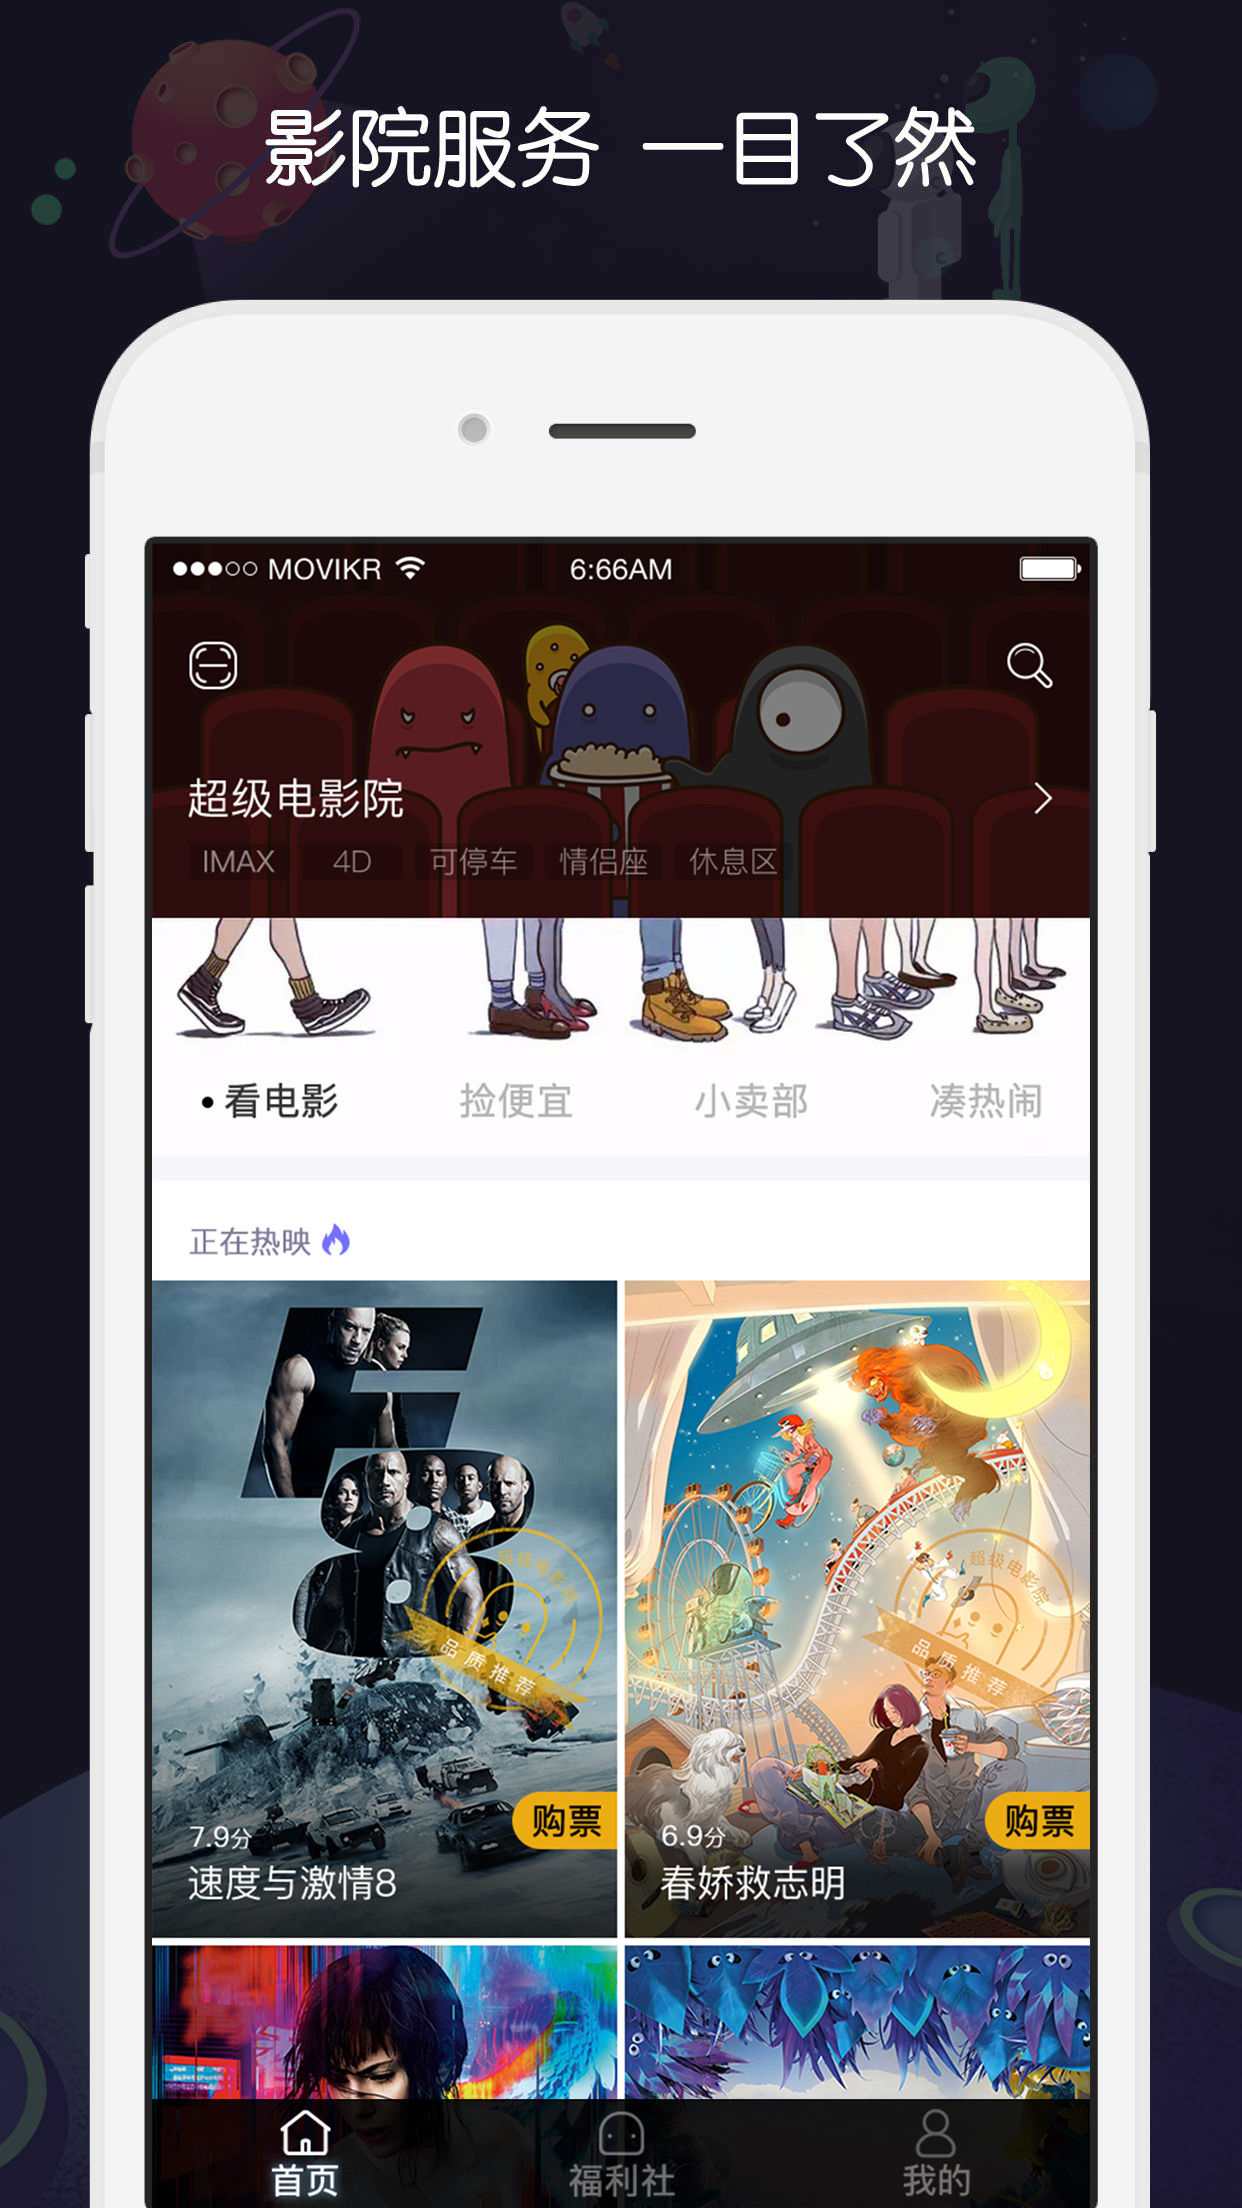 影院服务 一目了然
MOVIKR 6:66AM
超级电影院
IMAX 4D 可停车 情侣座 休息区
看电影 捡便宜 小卖部 凑热闹
正在热映
超级电影院
品质推荐
超级电影院
品质推荐
7.9分 购票
速度与激情8
6.9分 购票
春娇救志明
首页 福利社 我的